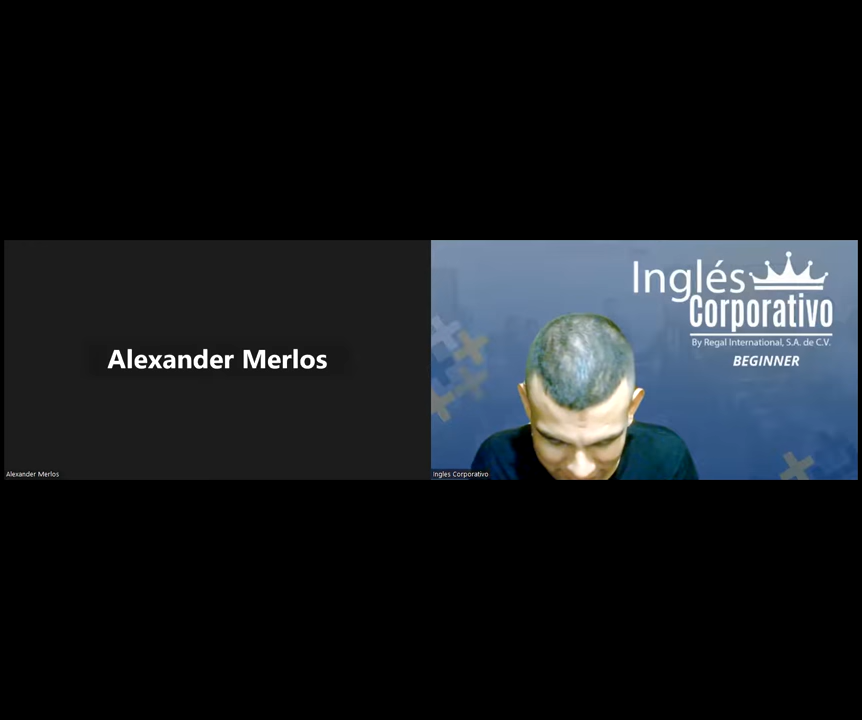 Alexander Merlos
Alexander Merlos
Inglés
Corporativo
By Regal International, S.A. de C.V.
BEGINNER
Ingles Corporativo